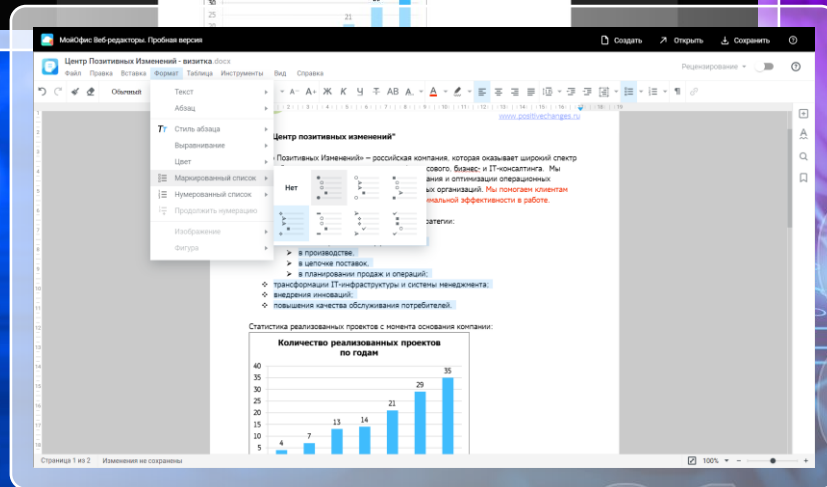 30
25
20
21
МойОфис Веб-редакторы. Пробная версия
Создать
Открыть
Сохранить
Центр Позитивных Изменений - визитка.docx
Файл Правка Вставка Формат Таблица Инструменты Вид Справка
Рецензирование
Обычный
A- A+ Ж К Ч Т АВ А. А
Текст
Абзац
Стиль абзаца
Выравнивание
Цвет
Маркированный список
Нумерованный список
Продолжить нумерацию
Изображение
Фигура
Нет
www.positivechanges.ru
Центр позитивных изменений"
Позитивных Изменений» – российская компания, которая оказывает широкий спектр
бизнес- и IT-консалтинга. Мы
и оптимизации операционных
организаций. Мы помогаем клиентам
эффективности в работе.
➢ в производстве,
➢ в цепочке поставок,
➢ в планировании продаж и операций;
❖ трансформации IT-инфраструктуры и системы менеджмента;
❖ внедрения инноваций;
❖ повышения качества обслуживания потребителей.
Статистика реализованных проектов с момента основания компании:
Количество реализованных проектов
по годам
40
35
30
25
20
15
10
5
4 7 13 14 21 29 35
Страница 1 из 2 Изменения не сохранены
100%